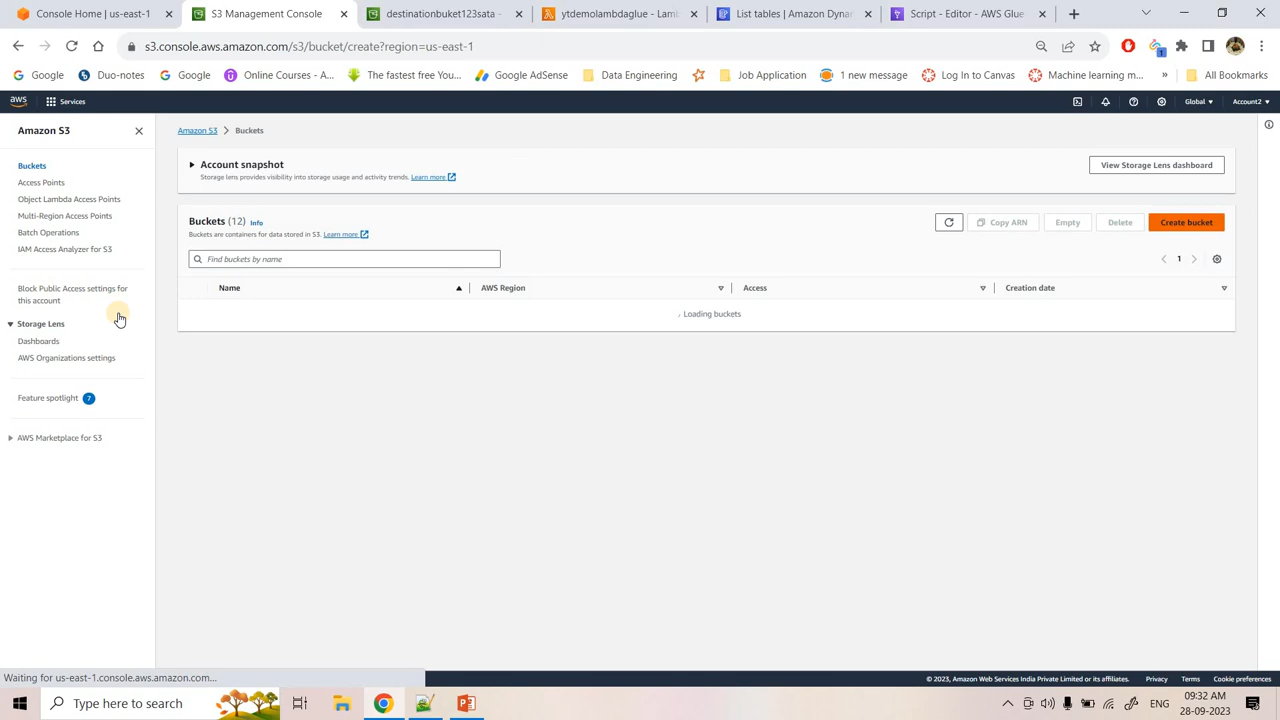 Console Home | us-east-1
S3 Management Console
destinationbuket123sata -
ytdemolambdaglue - Lam
List tables | Amazon Dynam
Script - Editor - AWS Glue
s3.console.aws.amazon.com/s3/bucket/create?region=us-east-1
Google
Duo-notes
Google
Online Courses - A...
The fastest free You...
Google AdSense
Data Engineering
Job Application
1 new message
Log In to Canvas
Machine learning m...
»
All Bookmarks
aws
Services
Global
Account2
Amazon S3
Buckets
Access Points
Object Lambda Access Points
Multi-Region Access Points
Batch Operations
IAM Access Analyzer for S3
Block Public Access settings for
this account
Storage Lens
Dashboards
AWS Organizations settings
Feature spotlight 7
AWS Marketplace for S3
Amazon S3 > Buckets
Account snapshot
Storage lens provides visibility into storage usage and activity trends. Learn more
View Storage Lens dashboard
Buckets (12) Info
Buckets are containers for data stored in S3. Learn more
Copy ARN
Empty
Delete
Create bucket
Find buckets by name
1
Name
AWS Region
Access
Creation date
Loading buckets
Waiting for us-east-1.console.aws.amazon.com...
© 2023, Amazon Web Services India Private Limited or its affiliates.
Privacy
Terms
Cookie preferences
Type here to search
ENG
09:32 AM
28-09-2023